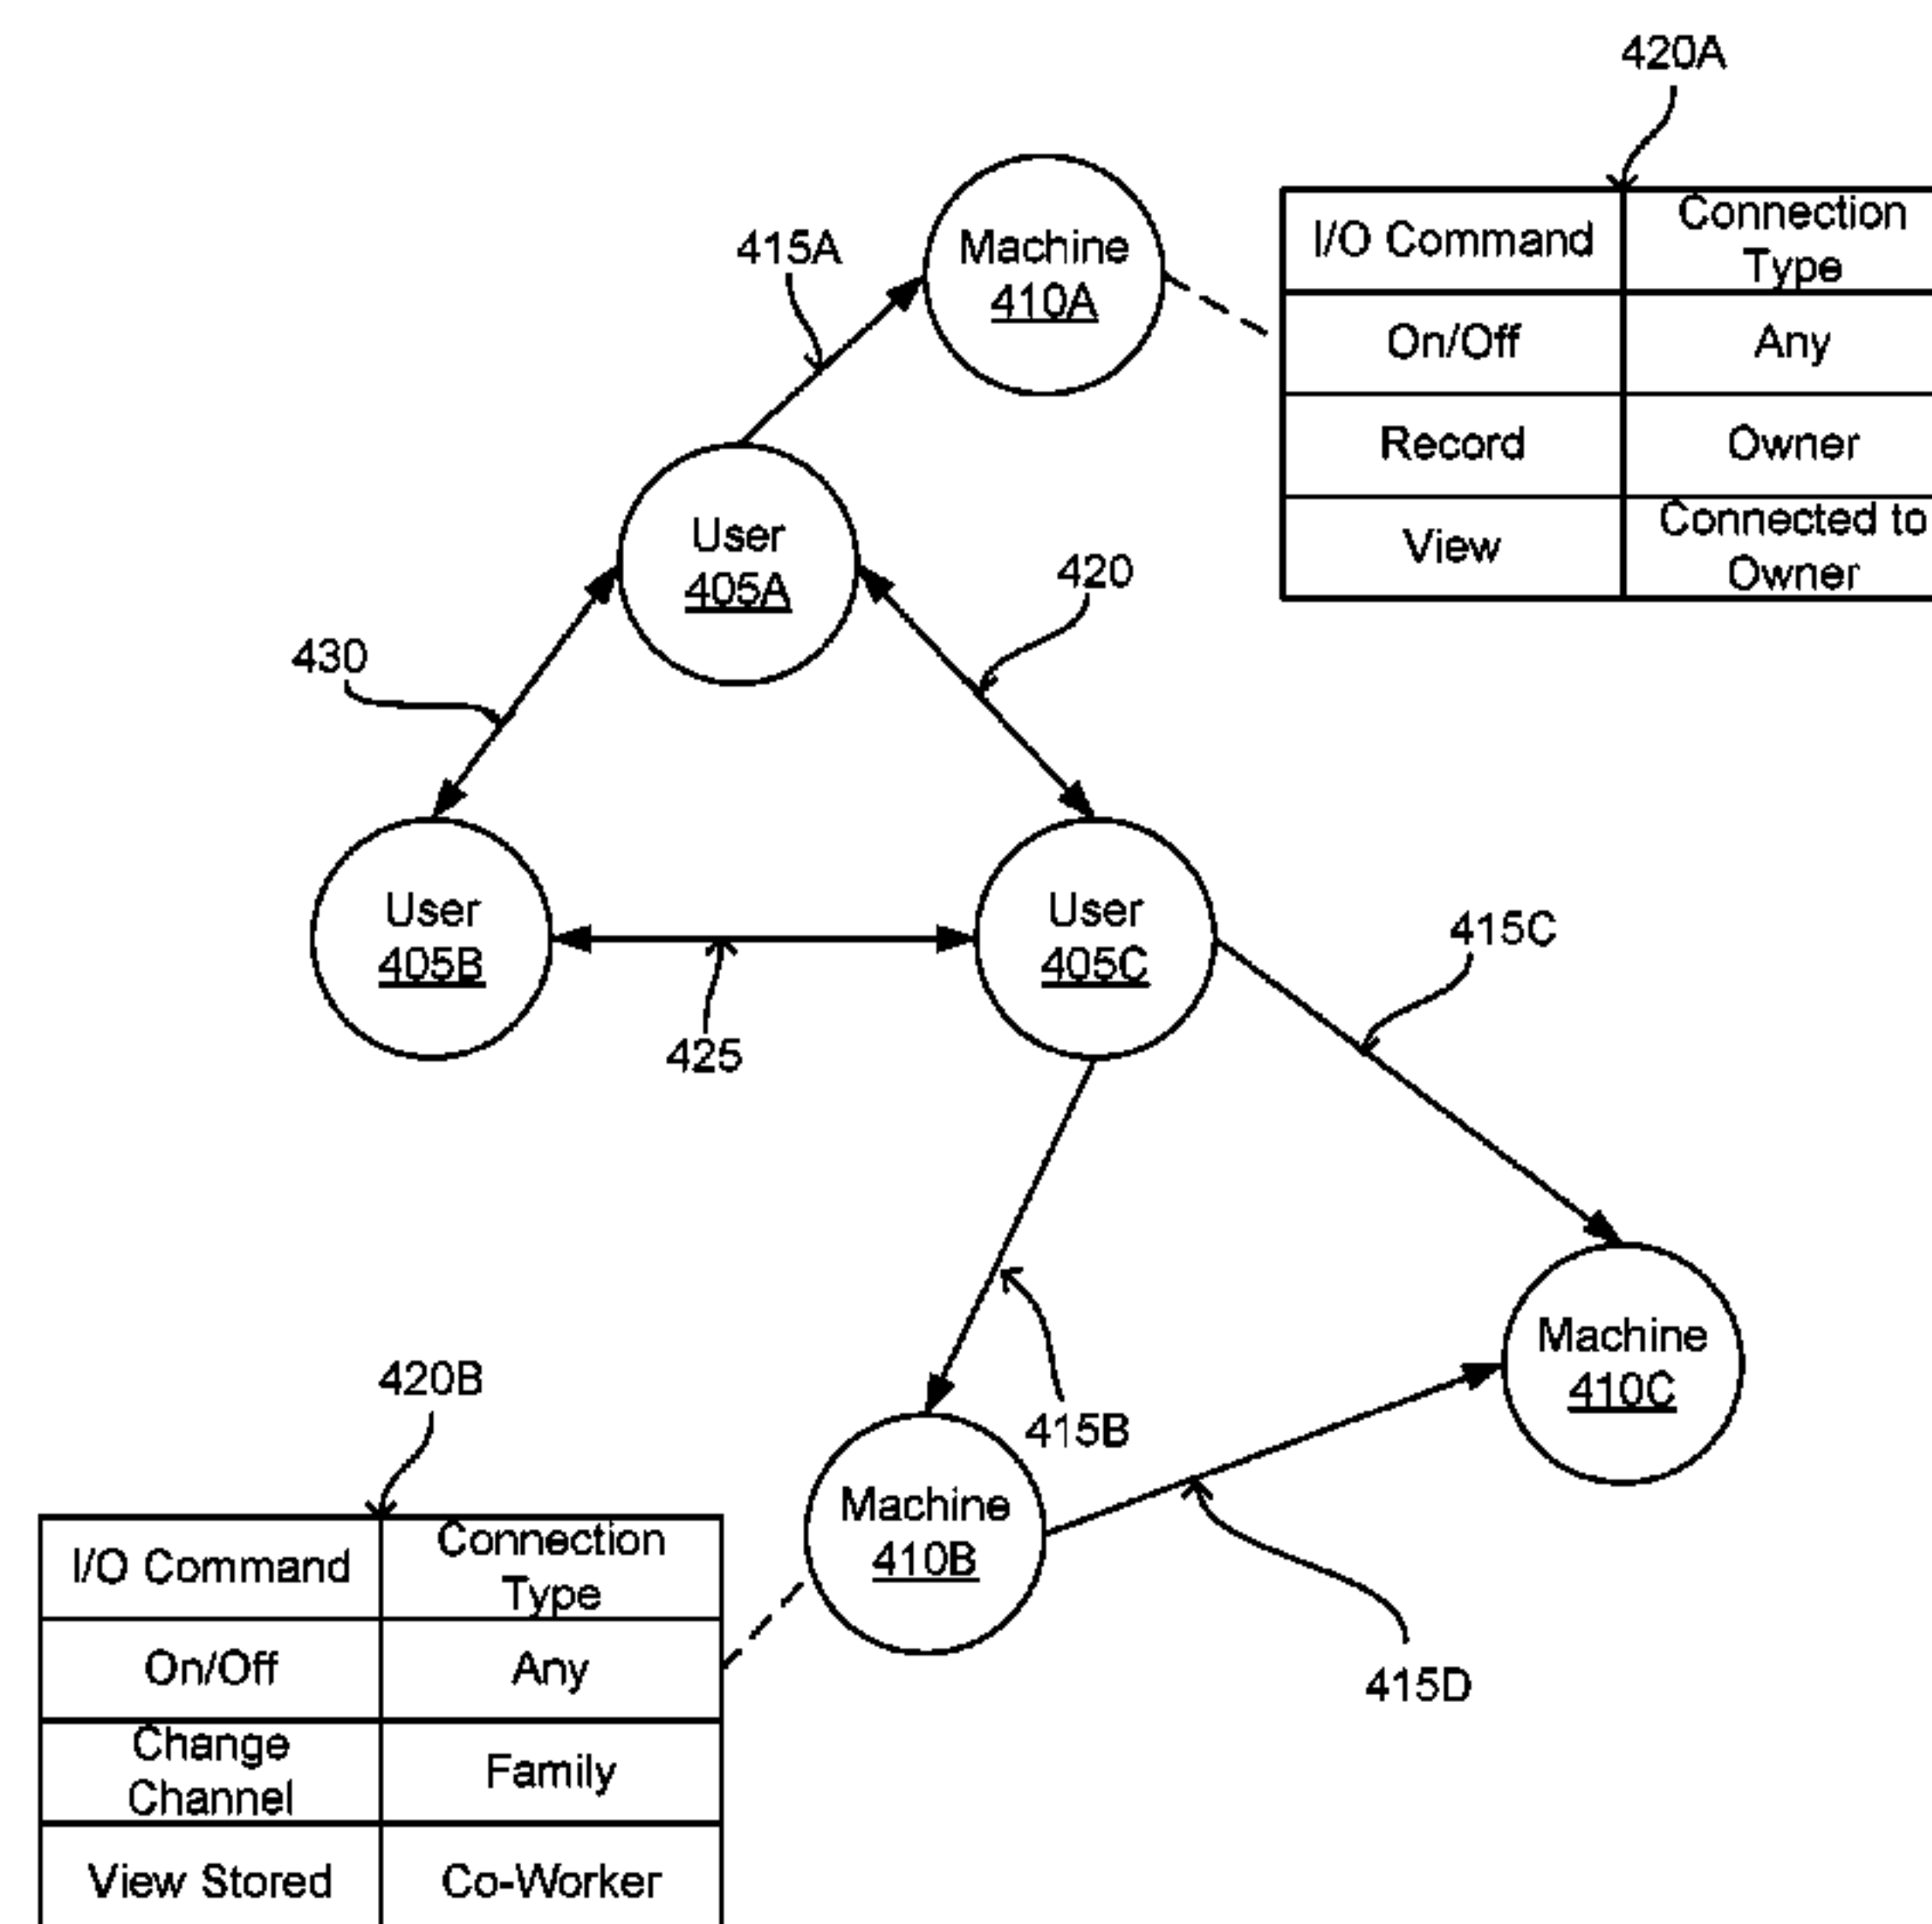 420A
415A
Machine
410A
I/O Command
Connection
Type
On/Off
Any
Record
Owner
View
Connected to
Owner
User
405A
420
430
User
405B
User
405C
415C
425
Machine
410C
420B
415B
Machine
410B
I/O Command
Connection
Type
On/Off
Any
415D
Change
Channel
Family
View Stored
Co-Worker